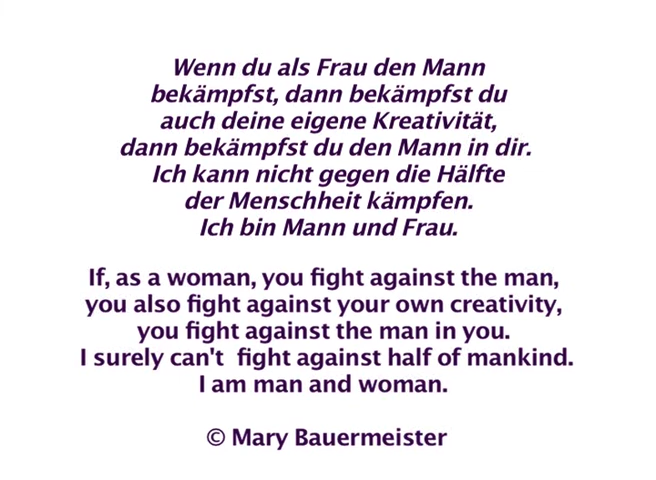 Wenn du als Frau den Mann
bekämpfst, dann bekämpfst du
auch deine eigene Kreativität,
dann bekämpfst du den Mann in dir.
Ich kann nicht gegen die Hälfte
der Menschheit kämpfen.
Ich bin Mann und Frau.
If, as a woman, you fight against the man,
you also fight against your own creativity,
you fight against the man in you.
I surely can't  fight against half of mankind.
I am man and woman.
© Mary Bauermeister